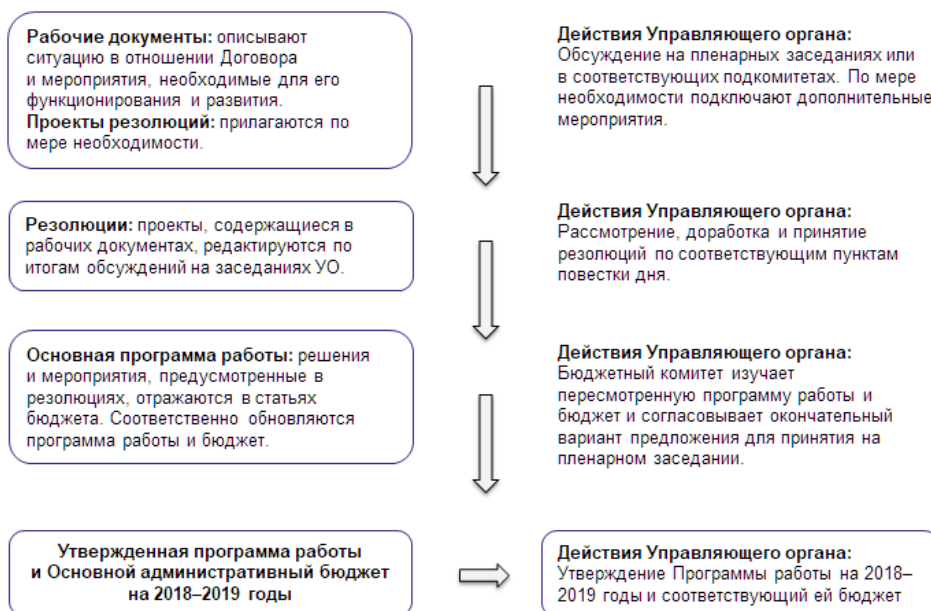 Рабочие документы: описывают
ситуацию в отношении Договора
и мероприятия, необходимые для его
функционирования и развития.
Проекты резолюций: прилагаются по
мере необходимости.
Действия Управляющего органа:
Обсуждение на пленарных заседаниях или
в соответствующих подкомитетах. По мере
необходимости подключают дополнительные
мероприятия.
Резолюции: проекты, содержащиеся в
рабочих документах, редактируются по
итогам обсуждений на заседаниях УО.
Действия Управляющего органа:
Рассмотрение, доработка и принятие
резолюций по соответствующим пунктам
повестки дня.
Основная программа работы: решения
и мероприятия, предусмотренные в
резолюциях, отражаются в статьях
бюджета. Соответственно обновляются
программа работы и бюджет.
Действия Управляющего органа:
Бюджетный комитет изучает
пересмотренную программу работы и
бюджет и согласовывает окончательный
вариант предложения для принятия на
пленарном заседании.
Утвержденная программа работы
и Основной административный бюджет
на 2018–2019 годы
Действия Управляющего органа:
Утверждение Программы работы на 2018–
2019 годы и соответствующий ей бюджет